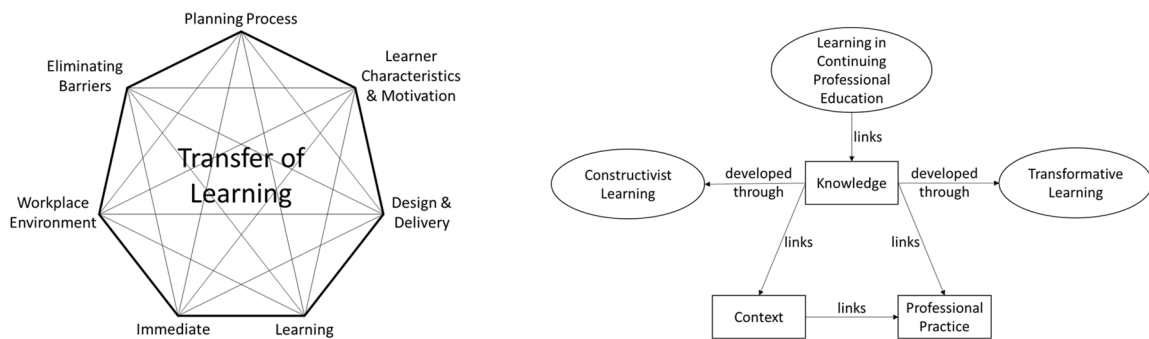 Planning Process
Eliminating
Barriers
Learner
Characteristics
& Motivation
Transfer of
Learning
Workplace
Environment
Design &
Delivery
Immediate
Learning
Learning in
Continuing
Professional
Education
links
Constructivist
Learning
developed
through
Knowledge
developed
through
Transformative
Learning
links
links
Context
links
Professional
Practice